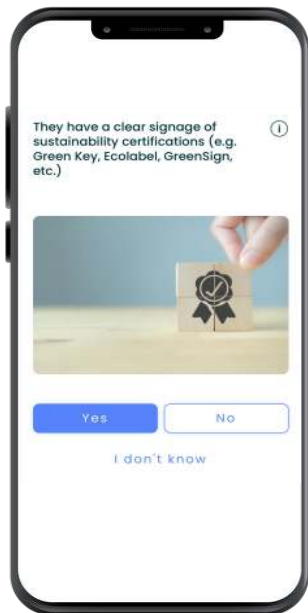 They have a clear signage of
sustainability certifications (e.g.
Green Key, Ecolabel, GreenSign,
etc.)
i
Yes
No
I don't know